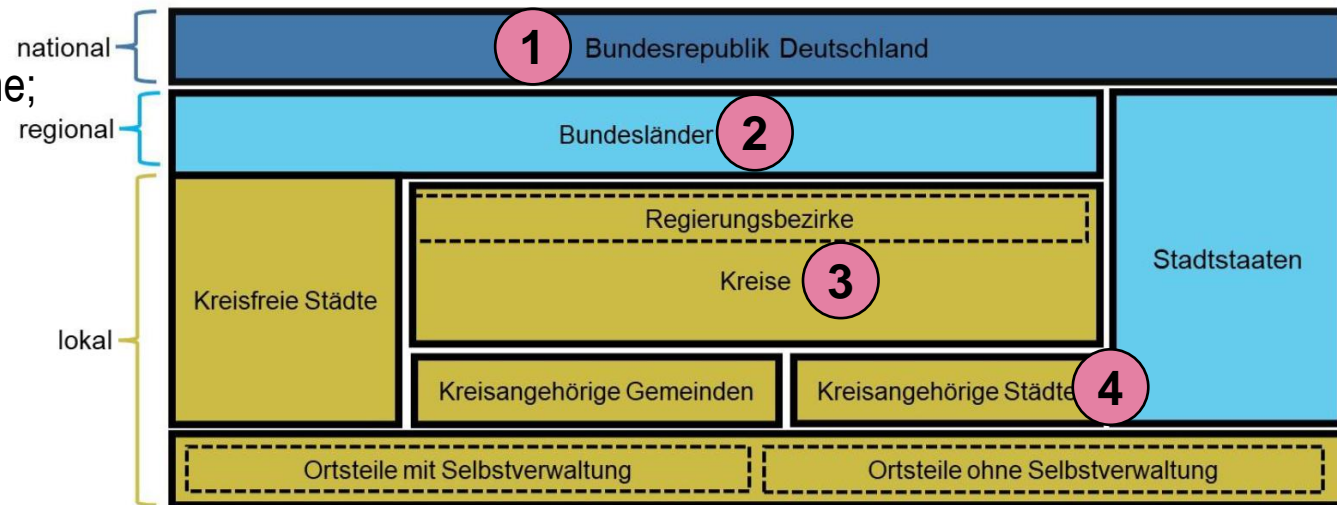 national
1 Bundesrepublik Deutschland
ne;
regional
Bundesländer 2
Regierungsbezirke
Kreise 3
Kreisfreie Städte
Stadtstaaten
lokal
Kreisangehörige Gemeinden
Kreisangehörige Städte 4
Ortsteile mit Selbstverwaltung
Ortsteile ohne Selbstverwaltung